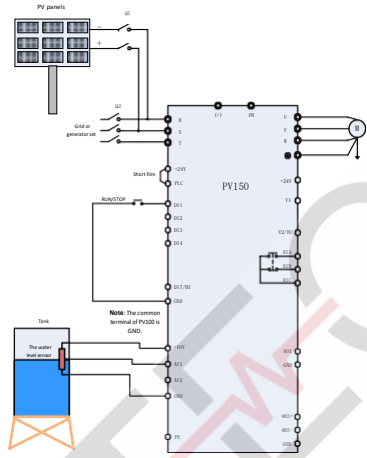 PV panels
Q1
−
+
(+)
PB
Q2
Grid or
generator set
R
S
T
U
V
W
M
+24V
PLC
Short film
PV150
+24V
Y1
RUN/STOP
DI1
DI2
DI3
DI4
Y2/H0
R1A
R1B
R1C
DI7/HI
GND
Note: The common
terminal of PV100 is
GND.
Tank
The water
level sensor
+10V
AI1
AI2
GND
AO1
GND
485+
485-
GND
PE